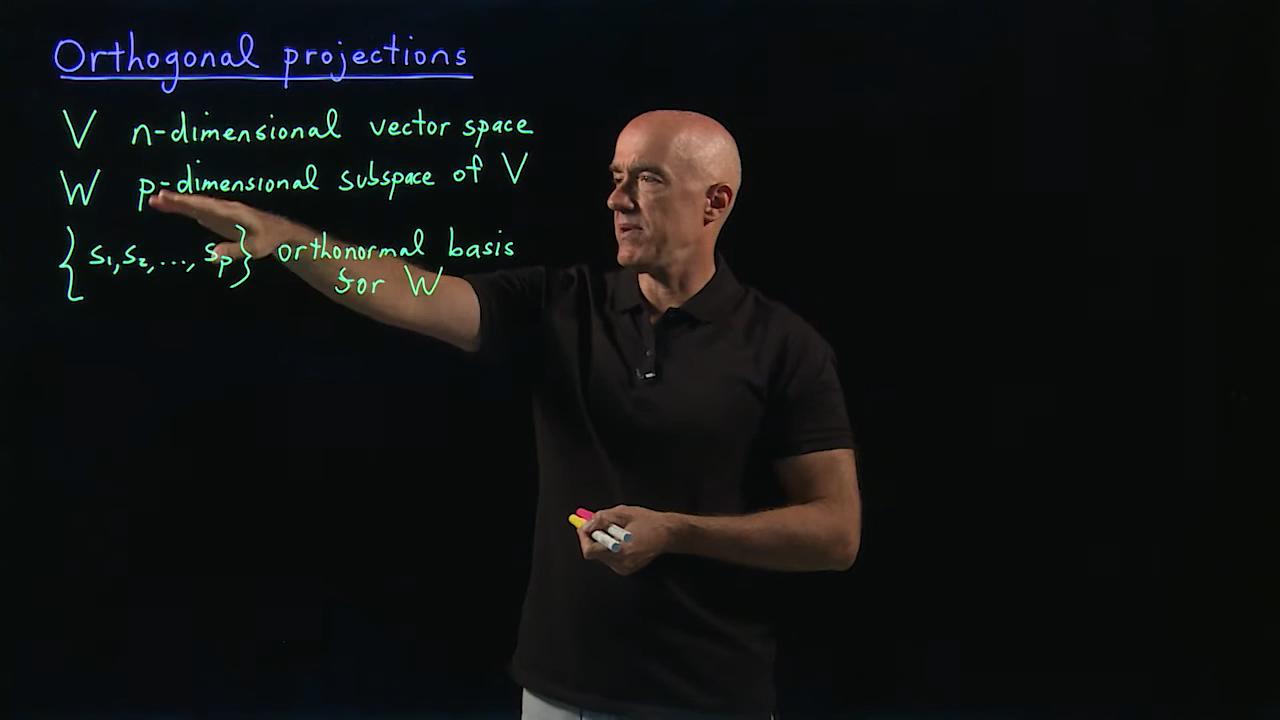 Orthogonal projections
V n-dimensional vector space
W p-dimensional subspace of V
{s₁, s₂, ..., sₚ} orthonormal basis
for W